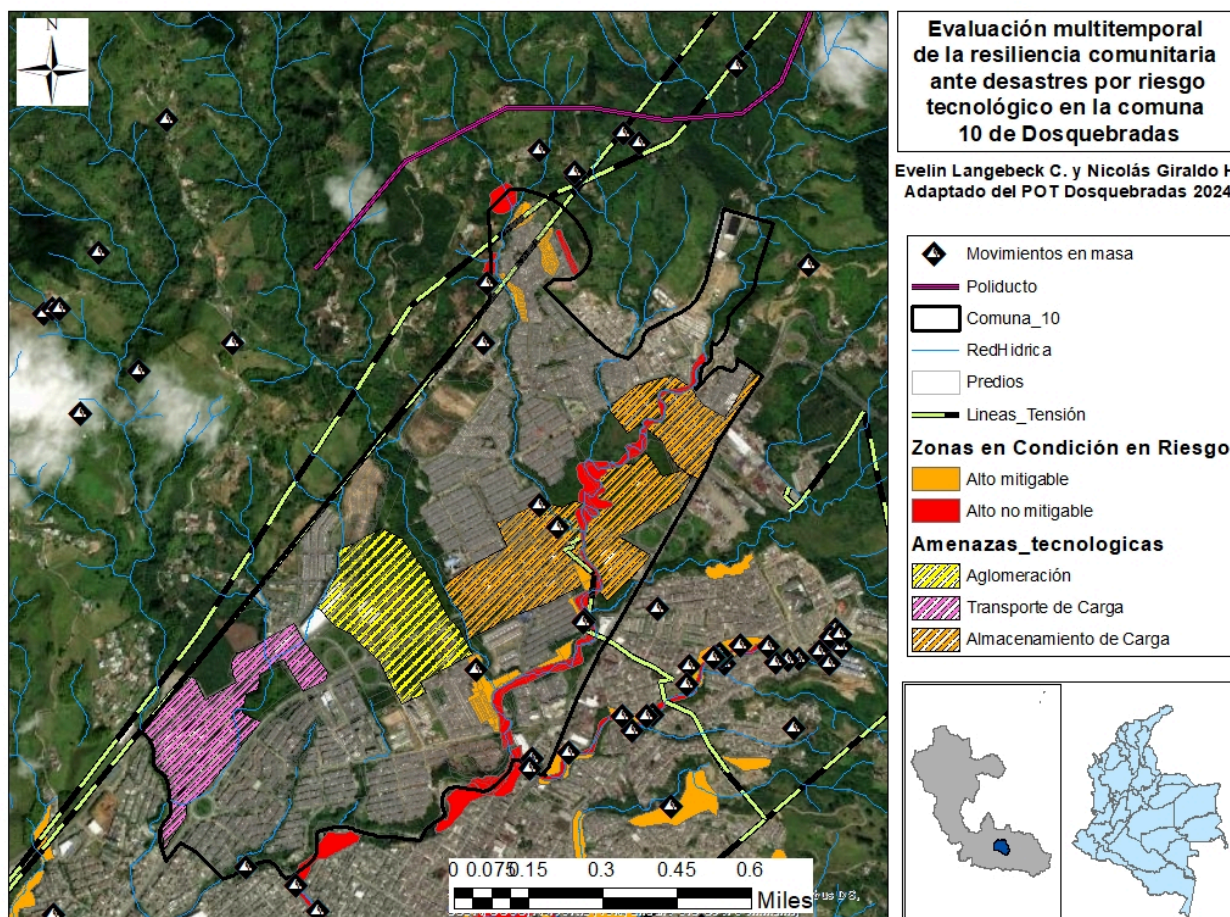 N
Evaluación multitemporal
de la resiliencia comunitaria
ante desastres por riesgo
tecnológico en la comuna
10 de Dosquebradas
Evelin Langebeck C. y Nicolás Giraldo H
Adaptado del POT Dosquebradas 2024
Movimientos en masa
Poliducto
Comuna_10
RedHidrica
Predios
Lineas_Tensión
Zonas en Condición en Riesgo
Alto mitigable
Alto no mitigable
Amenazas_tecnologicas
Aglomeración
Transporte de Carga
Almacenamiento de Carga
0 0.075 0.15 0.3 0.45 0.6
Miles